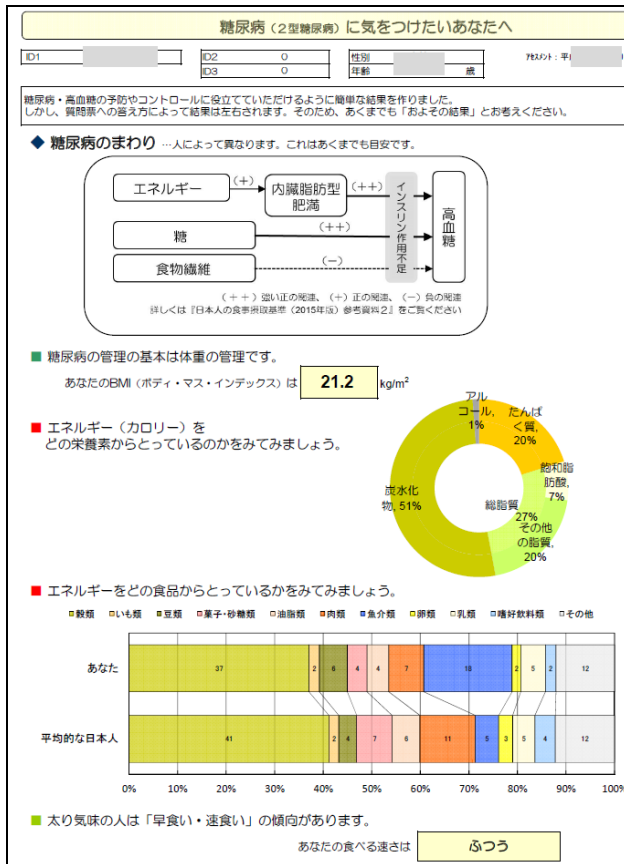 糖尿病（２型糖尿病）に気をつけたいあなたへ
ID1
ID2 0
ID3 0
性別
年齢 歳
ｱｾｽﾒﾝﾄ：平
糖尿病・高血糖の予防やコントロールに役立てていただけるように簡単な結果を作りました。
しかし、質問票への答え方によって結果は左右されます。そのため、あくまでも「おおよその結果」とお考えください。
◆ 糖尿病のまわり …人によって異なります。これはあくまでも目安です。
エネルギー
（＋）
内臓脂肪型
肥満
（＋＋）
糖
（＋＋）
食物繊維
（－）
インスリン作用不足
高血糖
（＋＋）強い正の関連、（＋）正の関連、（－）負の関連
詳しくは『日本人の食事摂取基準（2015年版）参考資料２』をご覧ください
■ 糖尿病の管理の基本は体重の管理です。
あなたのBMI（ボディ・マス・インデックス）は 21.2 kg/m²
■ エネルギー（カロリー）を
どの栄養素からとっているのかをみてみましょう。
アル
コール,
1%
たんぱ
く質,
20%
飽和脂
肪酸,
7%
総脂質
27%
その他
の脂質,
20%
炭水化
物, 51%
■ エネルギーをどの食品からとっているかをみてみましょう。
■穀類 ■いも類 ■豆類 ■菓子・砂糖類 □油脂類 ■肉類 ■魚介類 ■卵類 □乳類 ■嗜好飲料類 □その他
あなた 37 2 6 4 4 7 18 2 5 2 12
平均的な日本人 41 2 4 7 6 11 5 3 5 4 12
0% 10% 20% 30% 40% 50% 60% 70% 80% 90% 100%
■ 太り気味の人は「早食い・速食い」の傾向があります。
あなたの食べる速さは ふつう